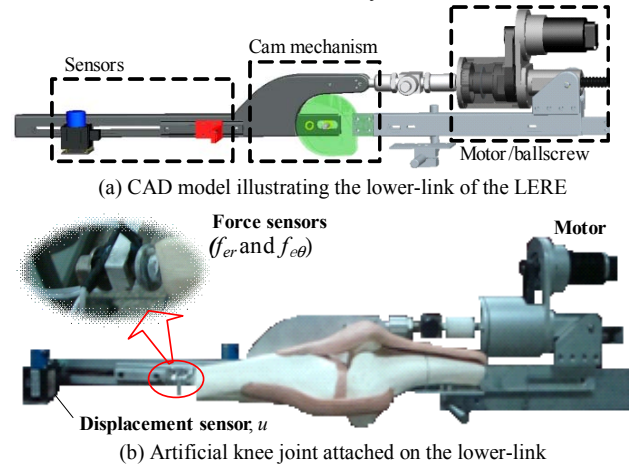 Sensors
Cam mechanism
Motor/ballscrew
(a) CAD model illustrating the lower-link of the LERE
Force sensors
(fer and feθ)
Motor
Displacement sensor, u
(b) Artificial knee joint attached on the lower-link